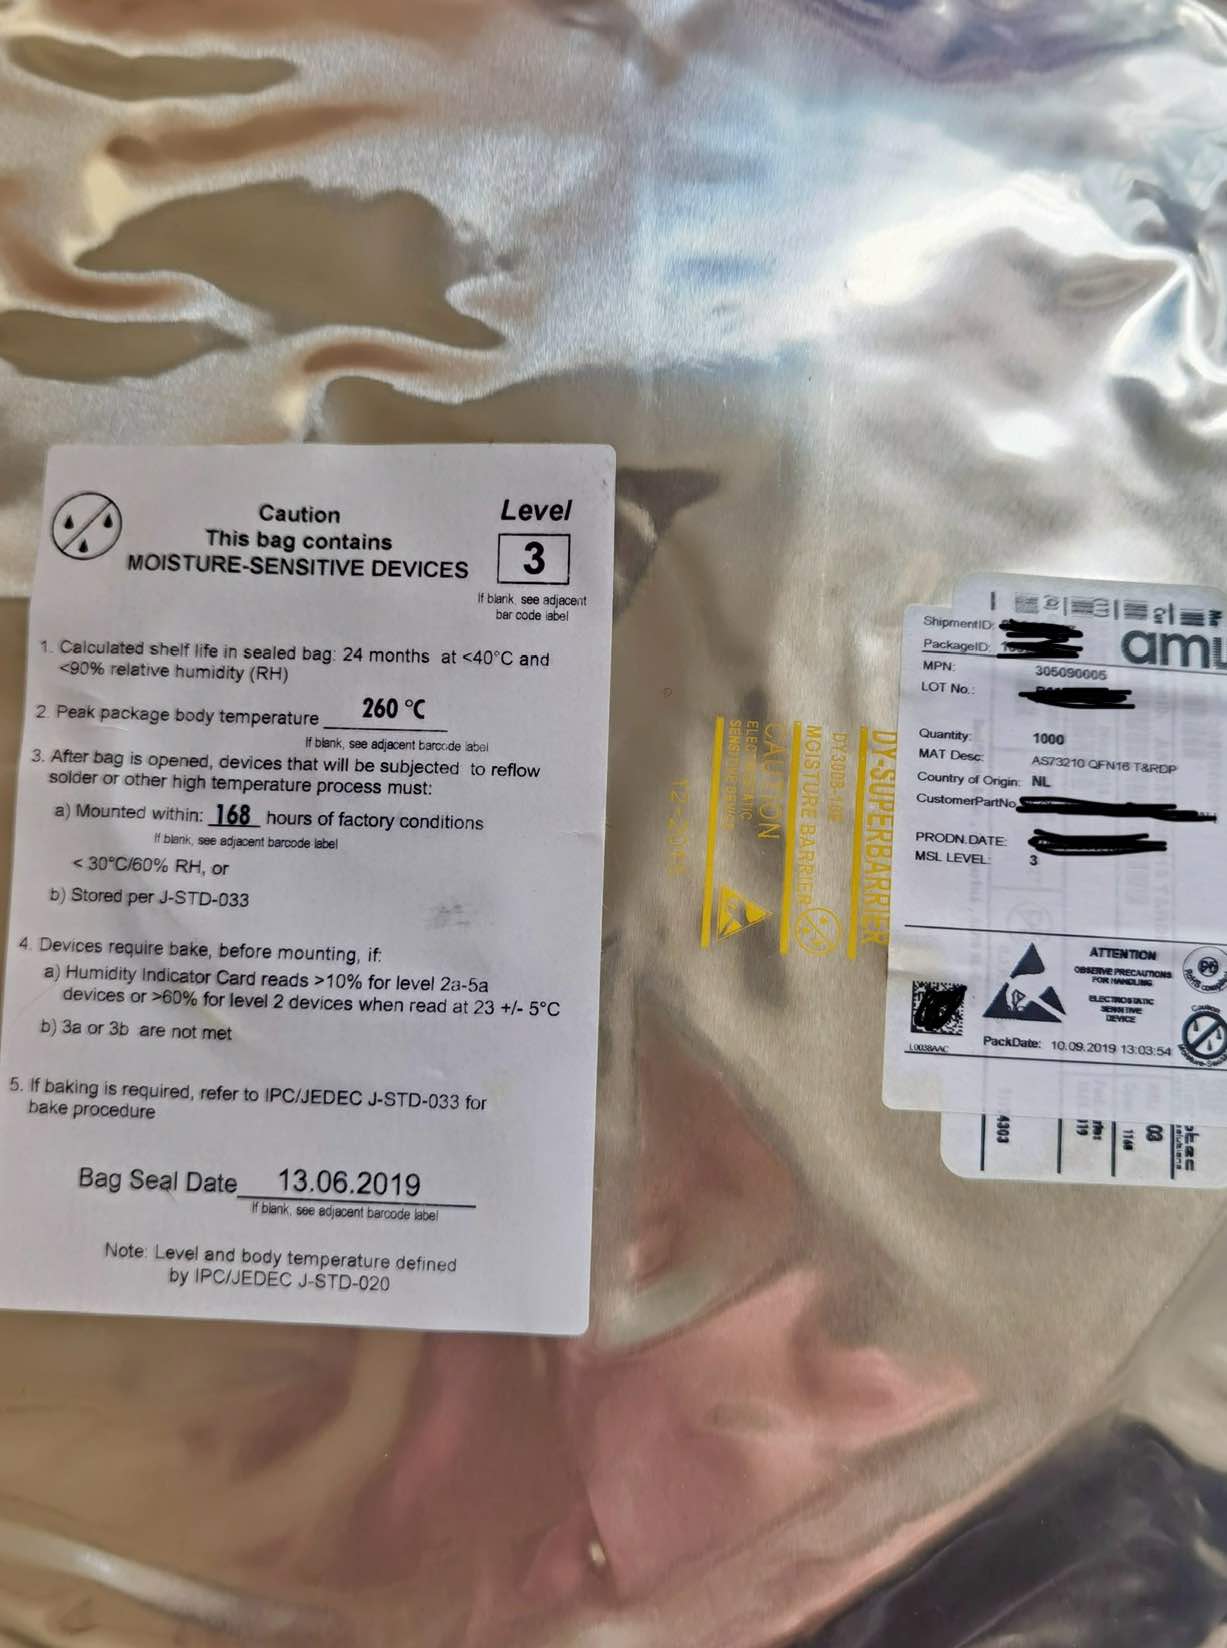 Caution
This bag contains
MOISTURE-SENSITIVE DEVICES
Level
3
If blank, see adjacent
bar code label
1. Calculated shelf life in sealed bag: 24 months at <40°C and
<90% relative humidity (RH)
2. Peak package body temperature 260 °C
If blank, see adjacent barcode label
3. After bag is opened, devices that will be subjected to reflow
solder or other high temperature process must:
a) Mounted within: 168 hours of factory conditions
If blank, see adjacent barcode label
< 30°C/60% RH, or
b) Stored per J-STD-033
4. Devices require bake, before mounting, if:
a) Humidity Indicator Card reads >10% for level 2a-5a
devices or >60% for level 2 devices when read at 23 +/- 5°C
b) 3a or 3b are not met
5. If baking is required, refer to IPC/JEDEC J-STD-033 for
bake procedure
Bag Seal Date 13.06.2019
If blank, see adjacent barcode label
Note: Level and body temperature defined
by IPC/JEDEC J-STD-020
DY-SUPERBARRIER
MOISTURE BARRIER
CAUTION
ELECTROSTATIC
SENSITIVE DEVICE
ShipmentID:
am
PackageID:
MPN: 305090005
LOT No.:
Quantity: 1000
MAT Desc: AS73210 QFN16 T&RDP
Country of Origin: NL
CustomerPartNo
PRODN.DATE:
MSL LEVEL: 3
ATTENTION
OBSERVE PRECAUTIONS
FOR HANDLING
ELECTROSTATIC
SENSITIVE
DEVICE
L0038AAC
PackDate: 10.09.2019 13:03:54
Pb
Caution
4303
119
1168
03